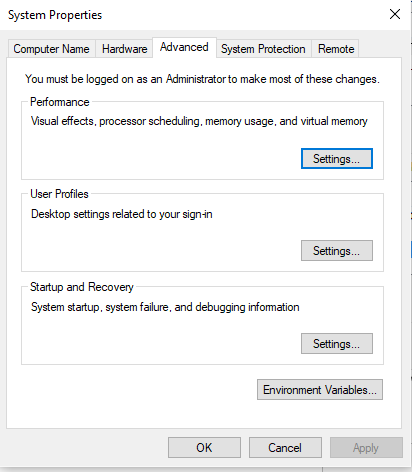 System Properties
Computer Name Hardware Advanced System Protection Remote
You must be logged on as an Administrator to make most of these changes.
Performance
Visual effects, processor scheduling, memory usage, and virtual memory
Settings...
User Profiles
Desktop settings related to your sign-in
Settings...
Startup and Recovery
System startup, system failure, and debugging information
Settings...
Environment Variables...
OK Cancel Apply